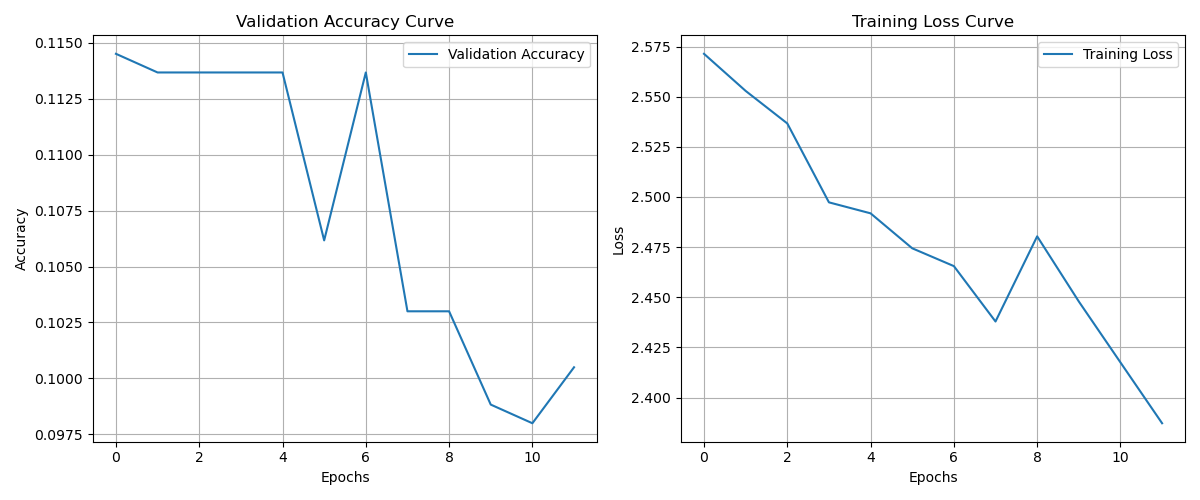 Validation Accuracy Curve
Validation Accuracy
0.1150
0.1125
0.1100
0.1075
0.1050
0.1025
0.1000
0.0975
Accuracy
0 2 4 6 8 10
Epochs
Training Loss Curve
Training Loss
2.575
2.550
2.525
2.500
2.475
2.450
2.425
2.400
Loss
0 2 4 6 8 10
Epochs